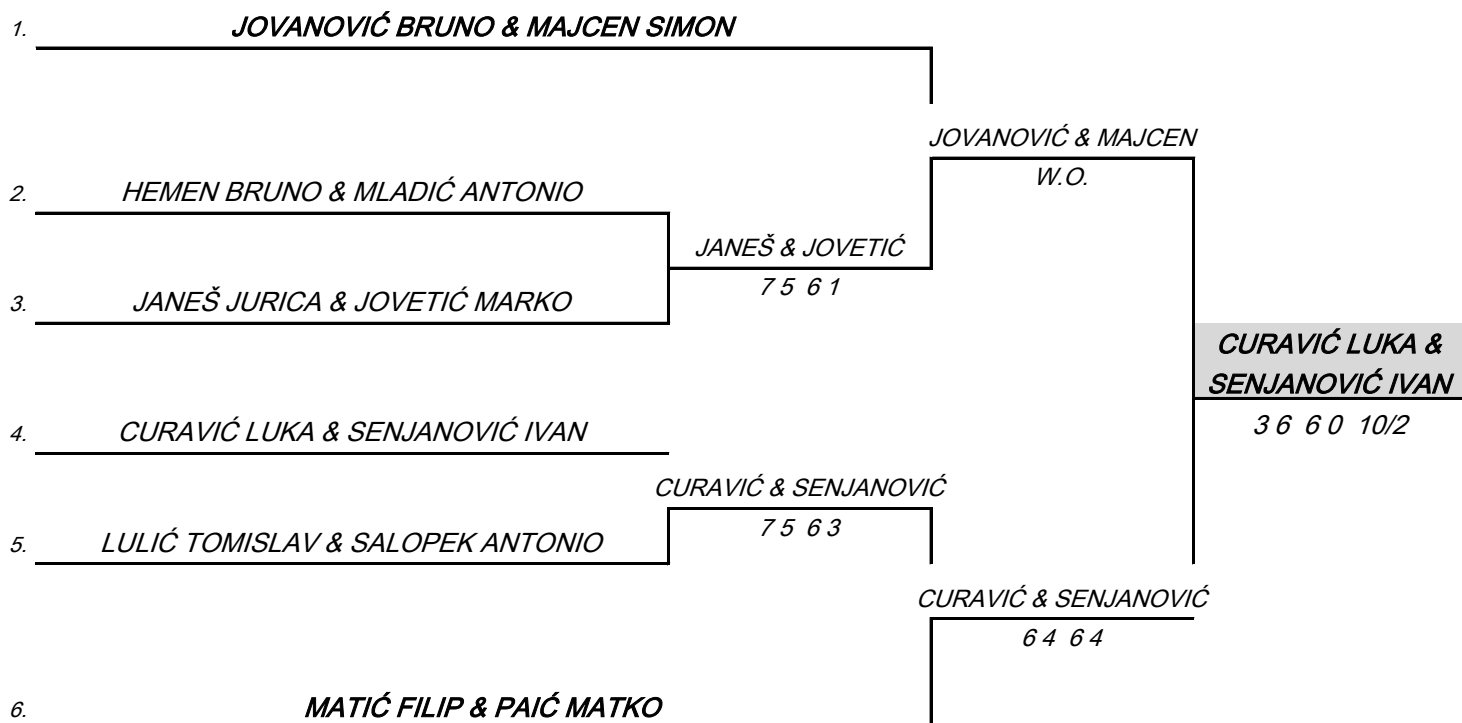 1. JOVANOVIĆ BRUNO & MAJCEN SIMON
JOVANOVIĆ & MAJCEN
W.O.
2. HEMEN BRUNO & MLADIĆ ANTONIO
JANEŠ & JOVETIĆ
7 5 6 1
3. JANEŠ JURICA & JOVETIĆ MARKO
CURAVIĆ LUKA &
SENJANOVIĆ IVAN
3 6 6 0 10/2
4. CURAVIĆ LUKA & SENJANOVIĆ IVAN
CURAVIĆ & SENJANOVIĆ
7 5 6 3
5. LULIĆ TOMISLAV & SALOPEK ANTONIO
CURAVIĆ & SENJANOVIĆ
6 4 6 4
6. MATIĆ FILIP & PAIĆ MATKO